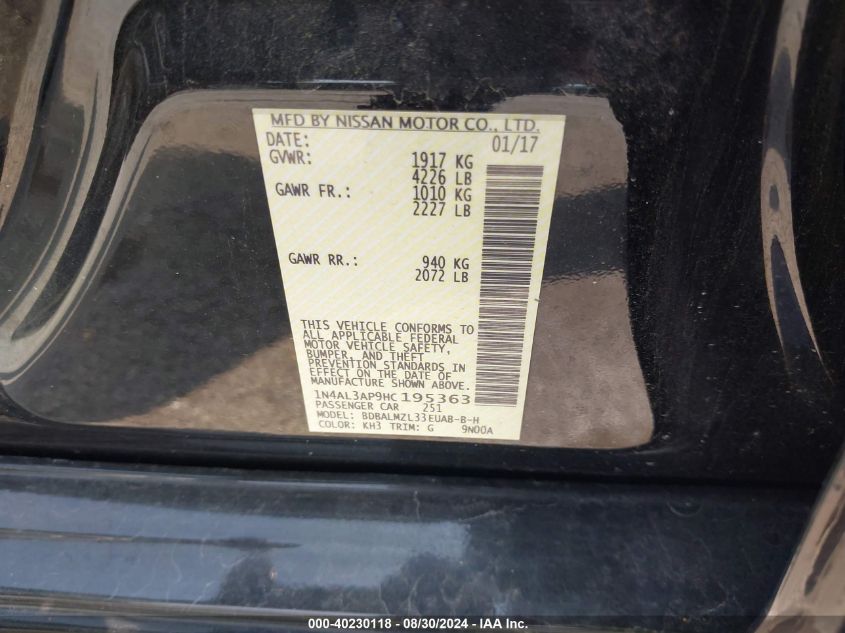 MFD BY NISSAN MOTOR CO., LTD.
DATE: 01/17
GVWR: 1917 KG
4226 LB
GAWR FR.: 1010 KG
2227 LB
GAWR RR.: 940 KG
2072 LB
THIS VEHICLE CONFORMS TO
ALL APPLICABLE FEDERAL
MOTOR VEHICLE SAFETY,
BUMPER, AND THEFT
PREVENTION STANDARDS IN
EFFECT ON THE DATE OF
MANUFACTURE SHOWN ABOVE.
1N4AL3AP9HC195363
PASSENGER CAR 251
MODEL: BDBALMZL33EUAB-B-H
COLOR: KH3 TRIM: G 9N00A
000-40230118 - 08/30/2024 - IAA Inc.